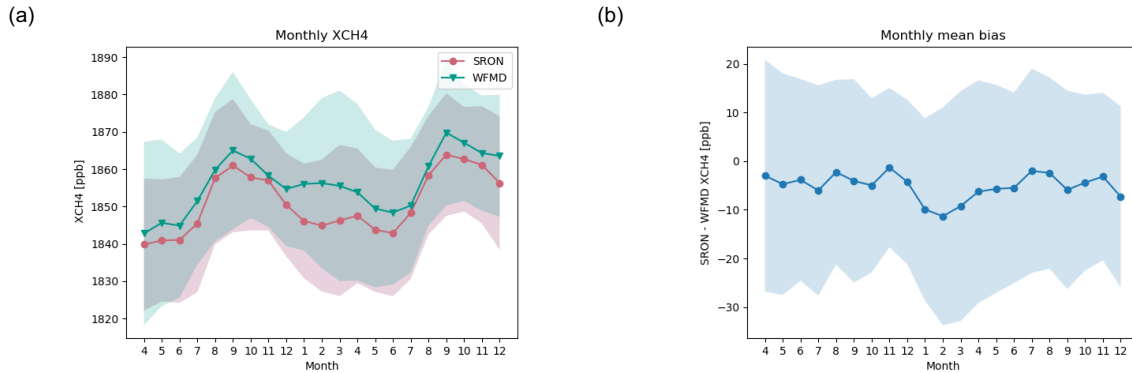 (a)
Monthly XCH4
XCH4 [ppb]
1890
1880
1870
1860
1850
1840
1830
1820
SRON
WFMD
4 5 6 7 8 9 10 11 12 1 2 3 4 5 6 7 8 9 10 11 12
Month
(b)
Monthly mean bias
SRON - WFMD XCH4 [ppb]
20
10
0
−10
−20
−30
4 5 6 7 8 9 10 11 12 1 2 3 4 5 6 7 8 9 10 11 12
Month